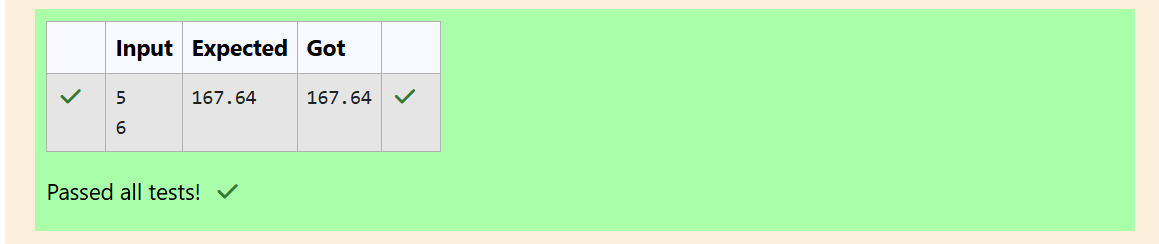 Input Expected Got
5 167.64 167.64
6
Passed all tests!